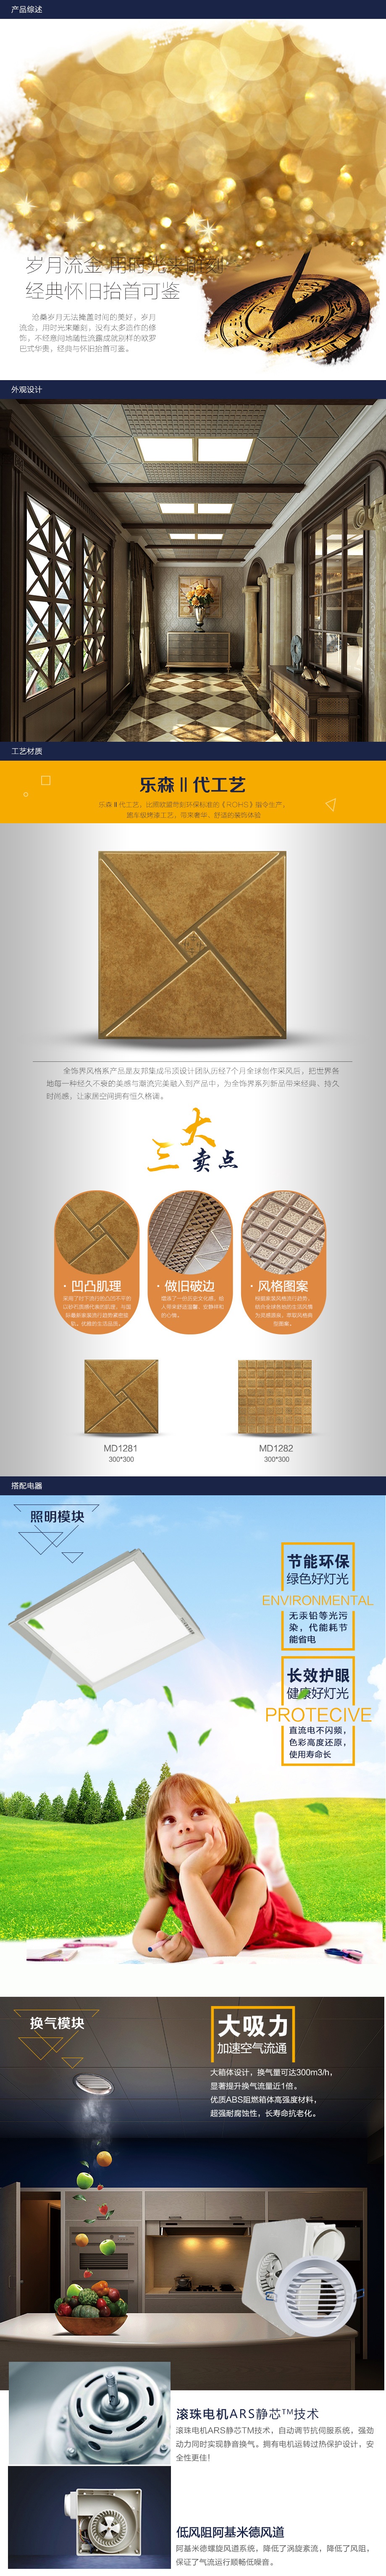 产品综述
岁月流金 用时光来雕刻
经典怀旧抬首可鉴
沧桑岁月无法掩盖时间的美好，岁月
流金，用时光来雕刻，没有太多造作的修
饰，不经意间地随性流露成就别样的欧罗
巴式华贵，经典与怀旧抬首可鉴。
外观设计
工艺材质
乐森Ⅱ代工艺
乐森Ⅱ代工艺，比照欧盟苛刻环保标准的《ROHS》指令生产，
圆车级烤漆工艺，带来奢华、舒适的装饰体验
金饰界风格系产品是友邦集成吊顶设计团队历经7个月全球创作采风后，把世界各
地每一种经久不衰的美感与潮流完美融入到产品中，为金饰界系列新品带来经典、持久
时尚感，让家居空间拥有恒久格调。
三大卖点
·凹凸肌理
·做旧破边
·风格图案
MD1281
300*300
MD1282
300*300
搭配电器
照明模块
节能环保
绿色好灯光
ENVIRONMENTAL
无汞铅等光污
染，代能耗节
能省电
长效护眼
健康好灯光
PROTECIVE
直流电不闪频，
色彩高度还原，
使用寿命长
换气模块
大吸力
加速空气流通
大箱体设计，换气量可达300m3/h，
显著提升换气流量近1倍。
优质ABS阻燃箱体高强度材料，
超强耐腐蚀性，长寿命抗老化。
滚珠电机ARS静芯™技术
滚珠电机ARS静芯TM技术，自动调节抗伺服系统，强劲
动力同时实现静音换气。拥有电机运转过热保护设计，安
全性更佳！
低风阻阿基米德风道
阿基米德螺旋风道系统，降低了涡旋紊流，降低了风阻，
保证了气流运行顺畅低噪音。